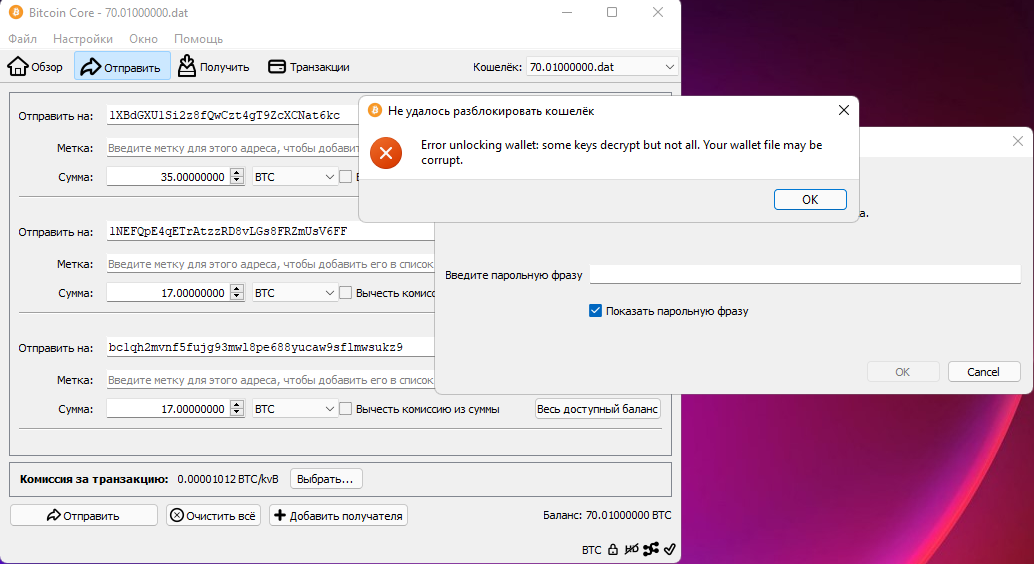 Bitcoin Core - 70.01000000.dat
Файл Настройки Окно Помощь
Обзор Отправить Получить Транзакции Кошелёк: 70.01000000.dat
Отправить на: 1XBdGXU1Si2z8fQwCzt4gT9ZcXCNat6kc
Метка: Введите метку для этого адреса, чтобы добавить
Сумма: 35.00000000 BTC
Отправить на: 1NEFQpE4qETrAtzzRD8vLGs8FRZmUsV6FF
Метка: Введите метку для этого адреса, чтобы добавить его в список
Сумма: 17.00000000 BTC Вычесть комисс
Отправить на: bc1qh2mvnf5fujg93mwl8pe688yucaw9sflmwsukz9
Метка: Введите метку для этого адреса, чтобы добавить его в список
Сумма: 17.00000000 BTC Вычесть комиссию из суммы Весь доступный баланс
Комиссия за транзакцию: 0.00001012 BTC/kvB Выбрать...
Отправить Очистить всё Добавить получателя Баланс: 70.01000000 BTC
BTC HD
Не удалось разблокировать кошелёк
Error unlocking wallet: some keys decrypt but not all. Your wallet file may be
corrupt.
OK
а.
Введите парольную фразу
Показать парольную фразу
OK Cancel